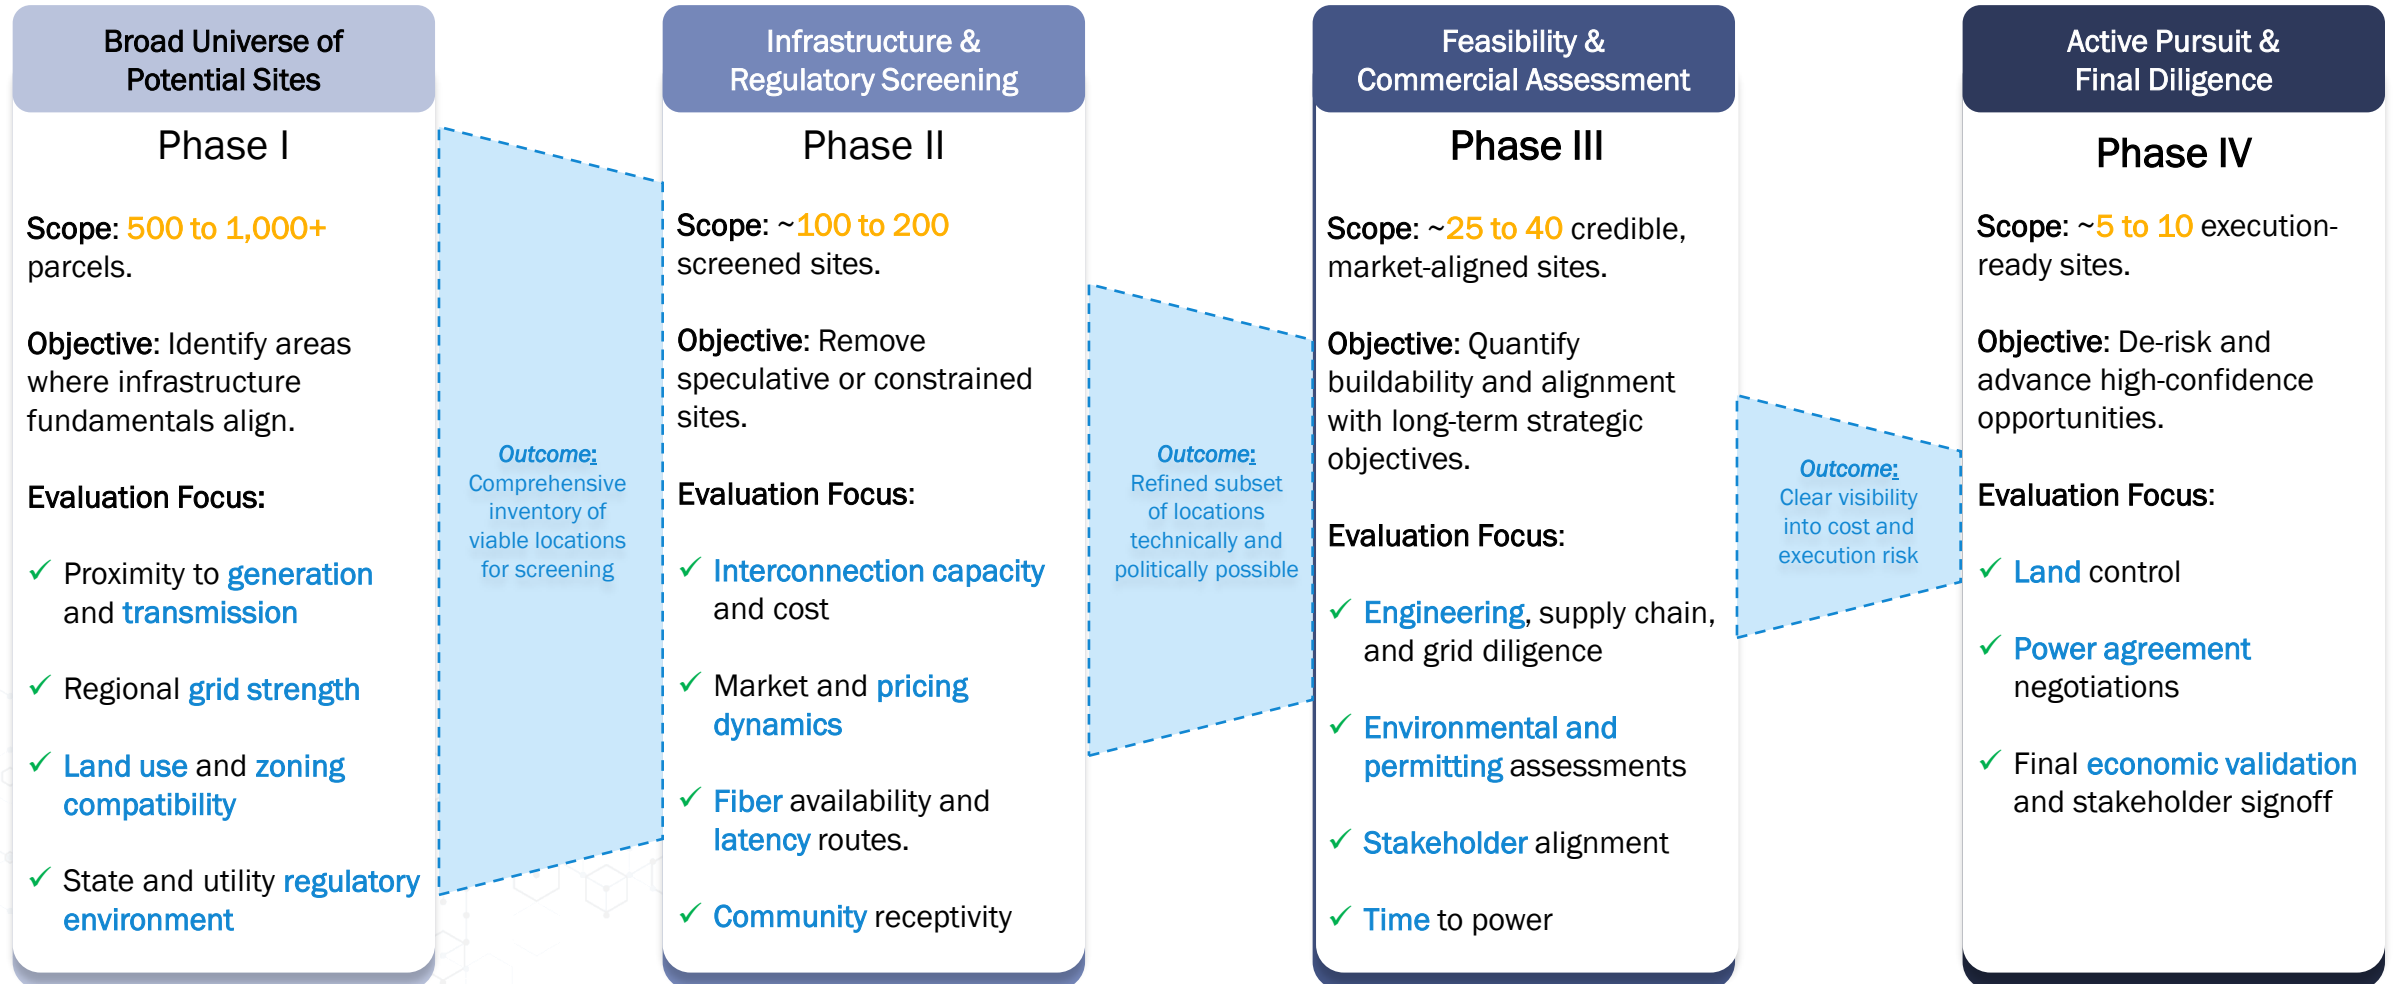 Broad Universe of
Potential Sites
Phase I
Scope: 500 to 1,000+
parcels.
Objective: Identify areas
where infrastructure
fundamentals align.
Evaluation Focus:
✓ Proximity to generation
and transmission
✓ Regional grid strength
✓ Land use and zoning
compatibility
✓ State and utility regulatory
environment
Outcome:
Comprehensive
inventory of
viable locations
for screening
Infrastructure &
Regulatory Screening
Phase II
Scope: ~100 to 200
screened sites.
Objective: Remove
speculative or constrained
sites.
Evaluation Focus:
✓ Interconnection capacity
and cost
✓ Market and pricing
dynamics
✓ Fiber availability and
latency routes.
✓ Community receptivity
Outcome:
Refined subset
of locations
technically and
politically possible
Feasibility &
Commercial Assessment
Phase III
Scope: ~25 to 40 credible,
market-aligned sites.
Objective: Quantify
buildability and alignment
with long-term strategic
objectives.
Evaluation Focus:
✓ Engineering, supply chain,
and grid diligence
✓ Environmental and
permitting assessments
✓ Stakeholder alignment
✓ Time to power
Outcome:
Clear visibility
into cost and
execution risk
Active Pursuit &
Final Diligence
Phase IV
Scope: ~5 to 10 execution-
ready sites.
Objective: De-risk and
advance high-confidence
opportunities.
Evaluation Focus:
✓ Land control
✓ Power agreement
negotiations
✓ Final economic validation
and stakeholder signoff